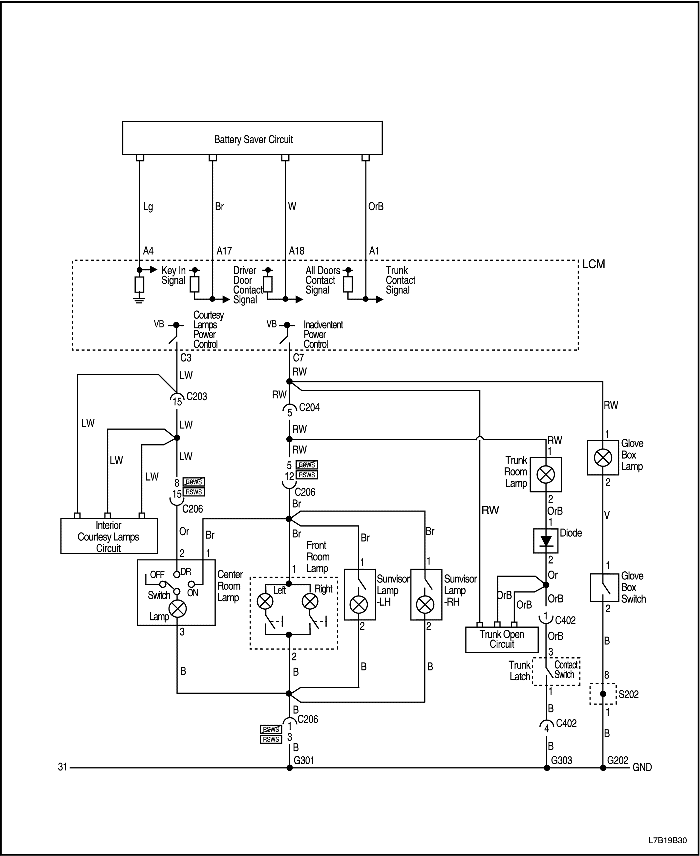 Battery Saver Circuit
Lg
Br
W
OrB
A4
A17
A18
A1
LCM
Key In
Signal
Driver
Door
Contact
Signal
All Doors
Contact
Signal
Trunk
Contact
Signal
VB
Courtesy
Lamps
Power
Control
VB
Inadventent
Power
Control
C3
C7
LW
RW
C203
15
RW
C204
5
RW
LW
LW
LW
LW
LW
RW
RW
RW
8
15
C206
5
12
RSWS
C206
RSWS
Trunk
Room
Lamp
1
2
Glove
Box
Lamp
1
2
RW
OrB
V
Interior
Courtesy Lamps
Circuit
Or
Br
Br
Br
Br
Br
1
Diode
2
2
1
Front
Room
Lamp
OFF
DR
ON
Switch
Lamp
Center
Room
Lamp
3
1
Left
Right
2
1
Sunvisor
Lamp
-LH
2
1
Sunvisor
Lamp
-RH
2
Or
OrB
OrB
OrB
Trunk Open
Circuit
1
C402
OrB
1
Glove
Box
Switch
2
B
B
B
B
B
3
Trunk
Latch
Contact
Switch
1
B
8
S202
1
B
B
C206
RSWS
1
3
B
C402
4
B
31
G301
G303
G202
GND
L7B19B30